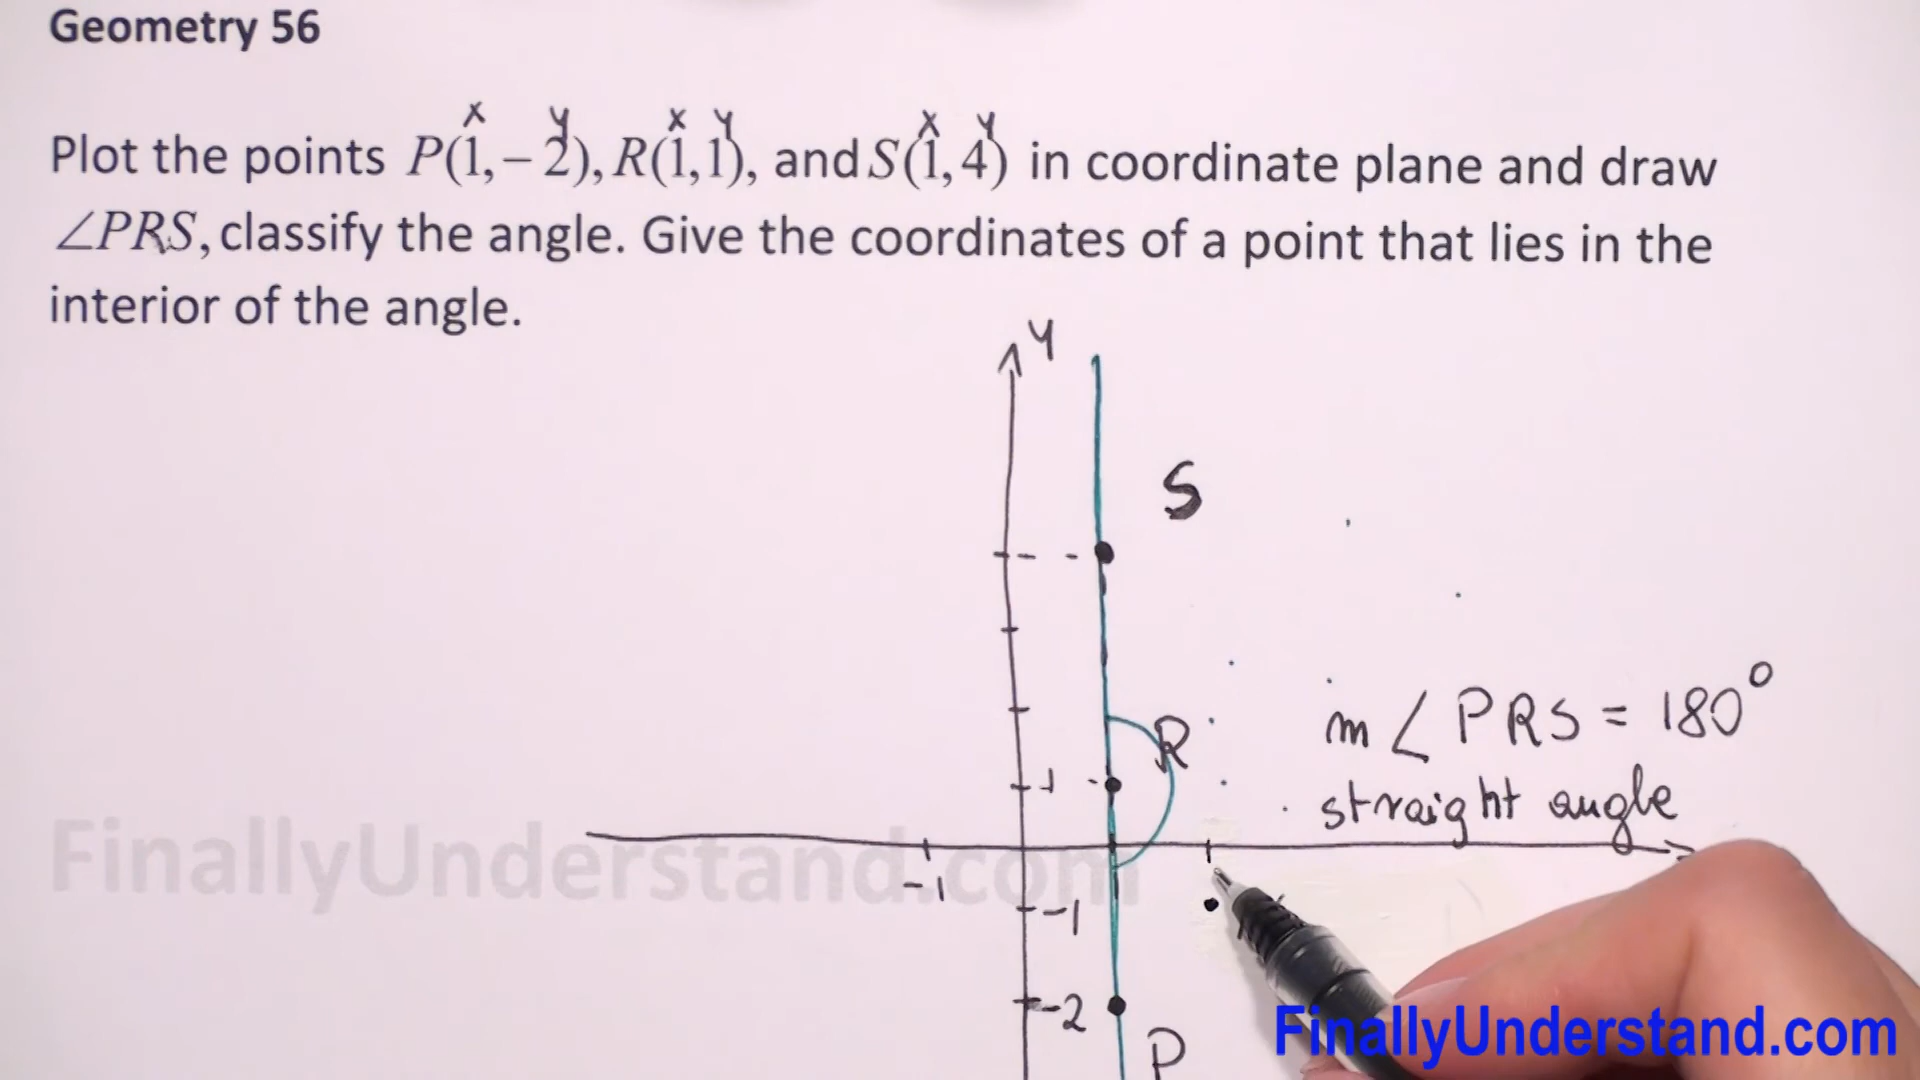 Geometry 56
x y x y x y
Plot the points P(1,−2), R(1,1), and S(1,4) in coordinate plane and draw
∠PRS, classify the angle. Give the coordinates of a point that lies in the
interior of the angle.
y
S
R
m∠PRS = 180°
1
straight angle
FinallyUnderstand.com
-1
-1
-2
P
FinallyUnderstand.com